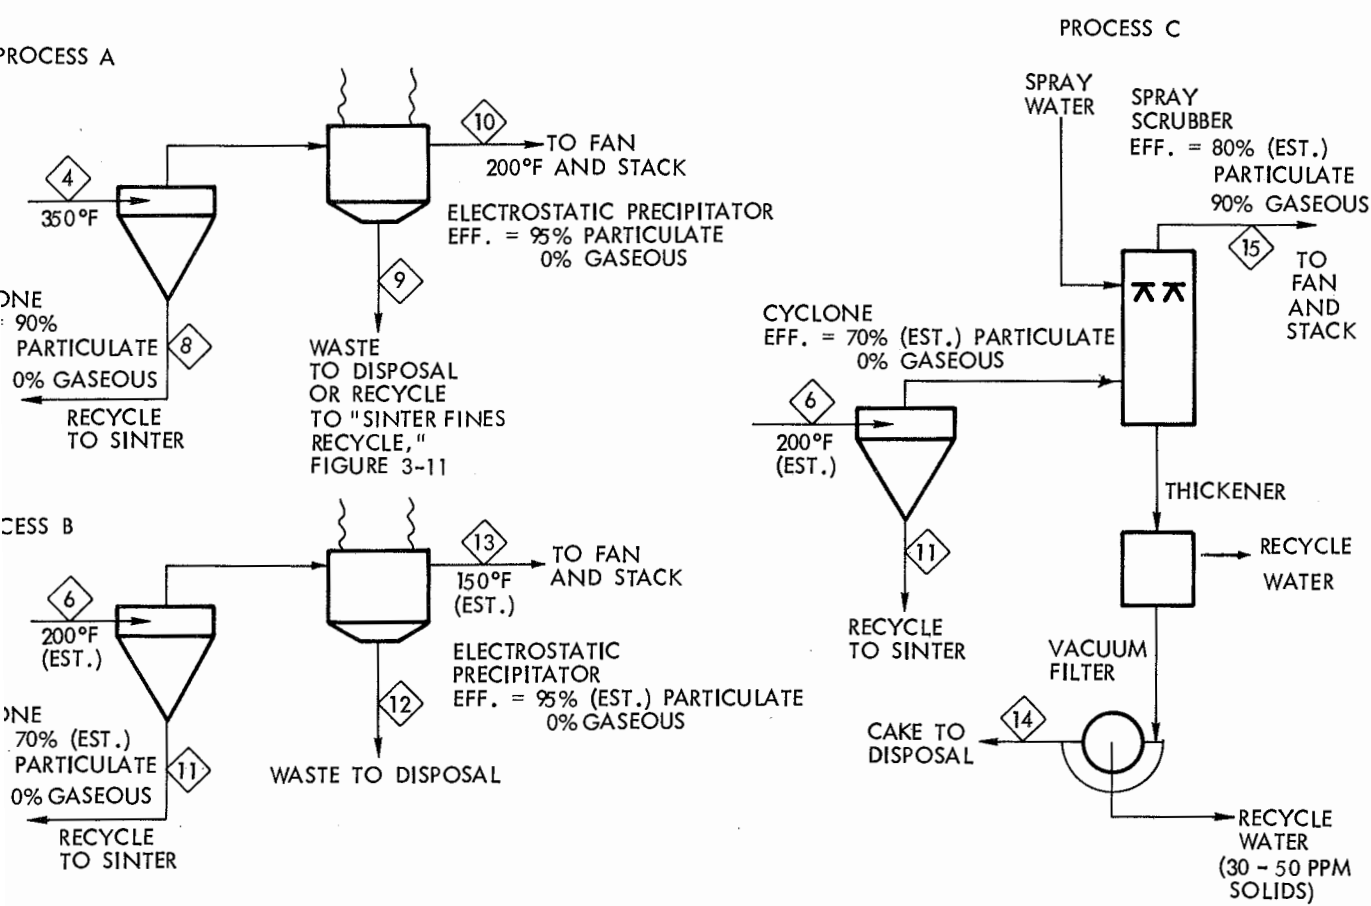 PROCESS A
4
350°F
10
TO FAN
200°F AND STACK
ELECTROSTATIC PRECIPITATOR
EFF. = 95% PARTICULATE
0% GASEOUS
9
WASTE
TO DISPOSAL
OR RECYCLE
TO "SINTER FINES
RECYCLE,"
FIGURE 3-11
ONE
= 90%
PARTICULATE
8
0% GASEOUS
RECYCLE
TO SINTER
CESS B
6
200°F
(EST.)
13
150°F
(EST.)
TO FAN
AND STACK
ELECTROSTATIC
PRECIPITATOR
EFF. = 95% (EST.) PARTICULATE
0% GASEOUS
12
WASTE TO DISPOSAL
ONE
70% (EST.)
PARTICULATE
11
0% GASEOUS
RECYCLE
TO SINTER
PROCESS C
SPRAY
WATER
SPRAY
SCRUBBER
EFF. = 80% (EST.)
PARTICULATE
90% GASEOUS
15
TO
FAN
AND
STACK
CYCLONE
EFF. = 70% (EST.) PARTICULATE
0% GASEOUS
6
200°F
(EST.)
11
RECYCLE
TO SINTER
THICKENER
RECYCLE
WATER
VACUUM
FILTER
14
CAKE TO
DISPOSAL
RECYCLE
WATER
(30 - 50 PPM
SOLIDS)